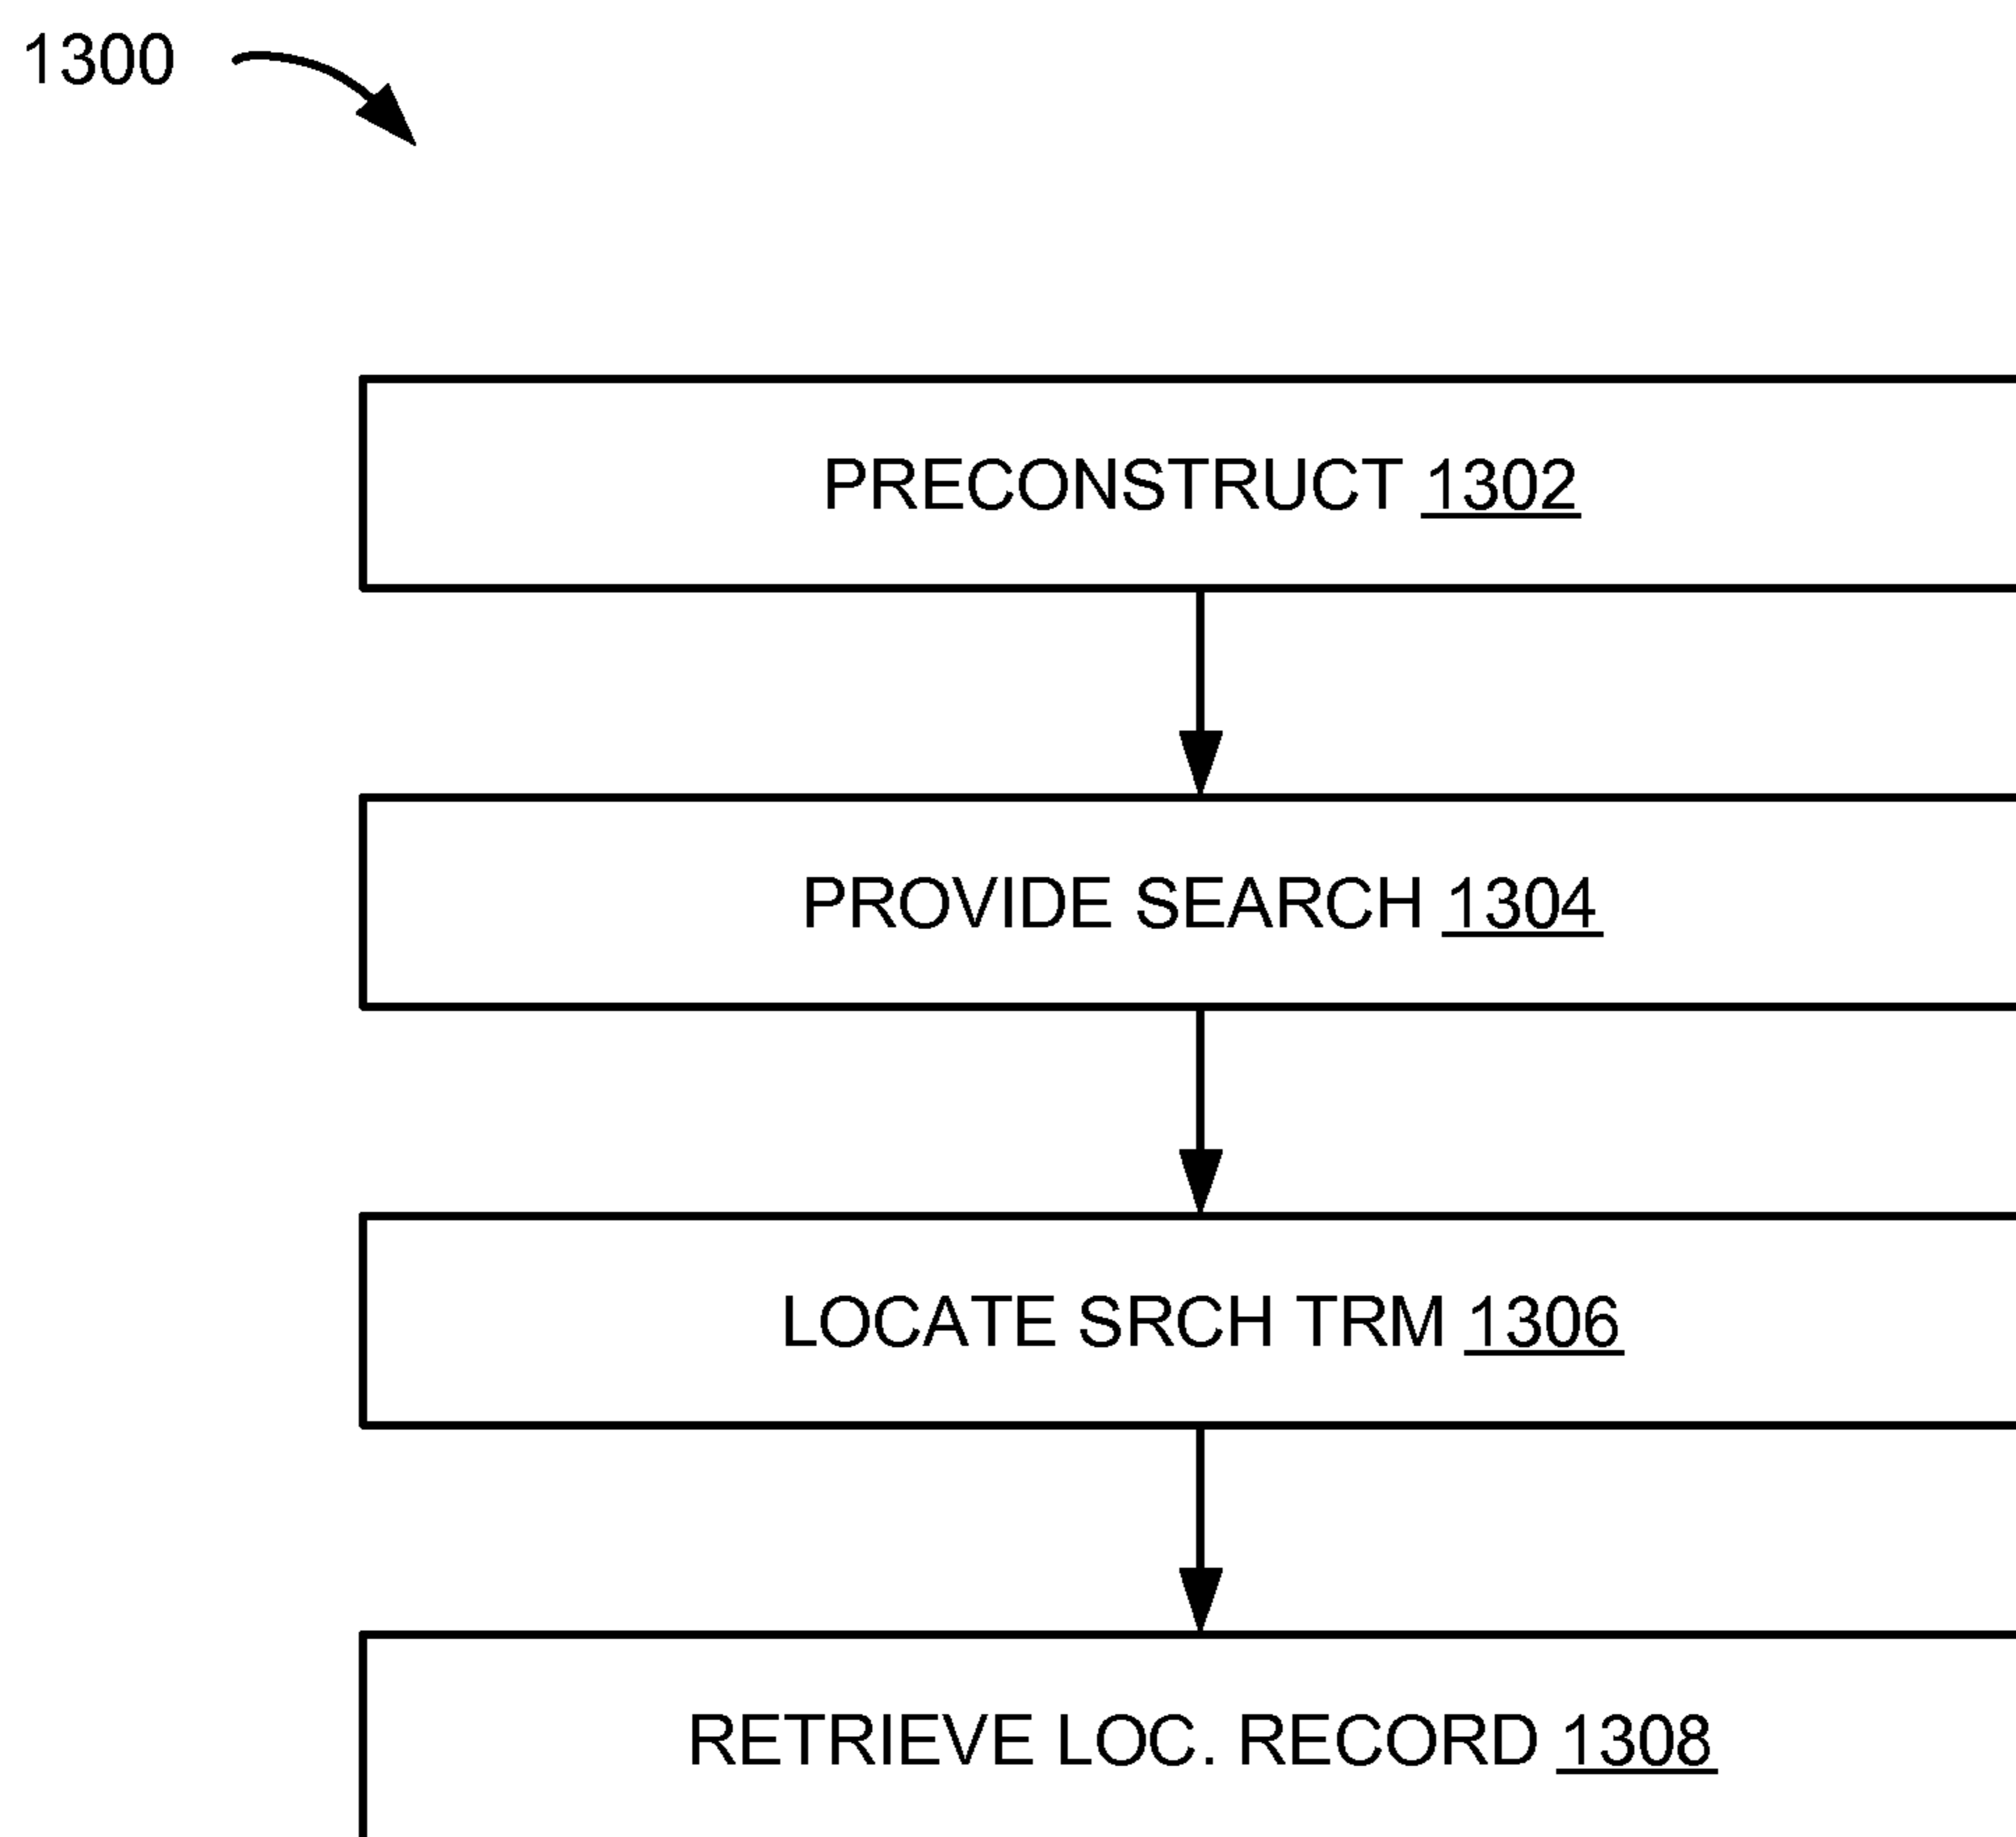 1300
PRECONSTRUCT 1302
PROVIDE SEARCH 1304
LOCATE SRCH TRM 1306
RETRIEVE LOC. RECORD 1308